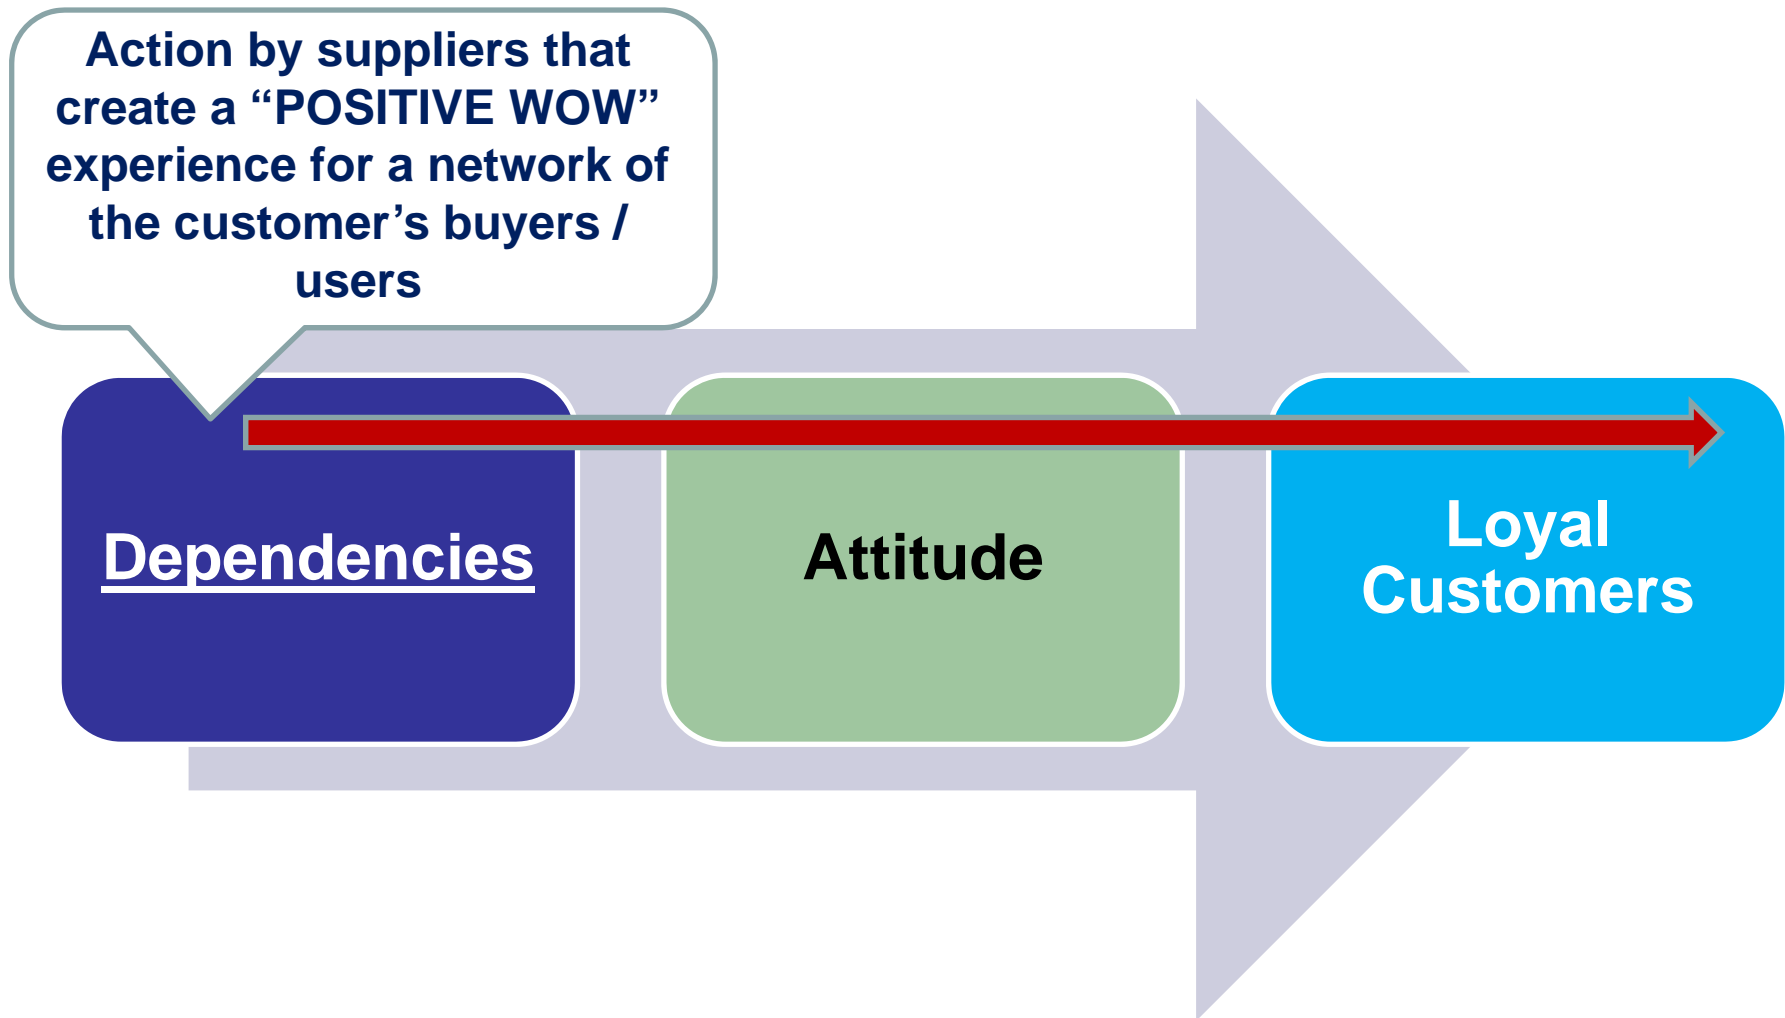 Action by suppliers that
create a “POSITIVE WOW”
experience for a network of
the customer’s buyers /
users
Dependencies
Attitude
Loyal
Customers